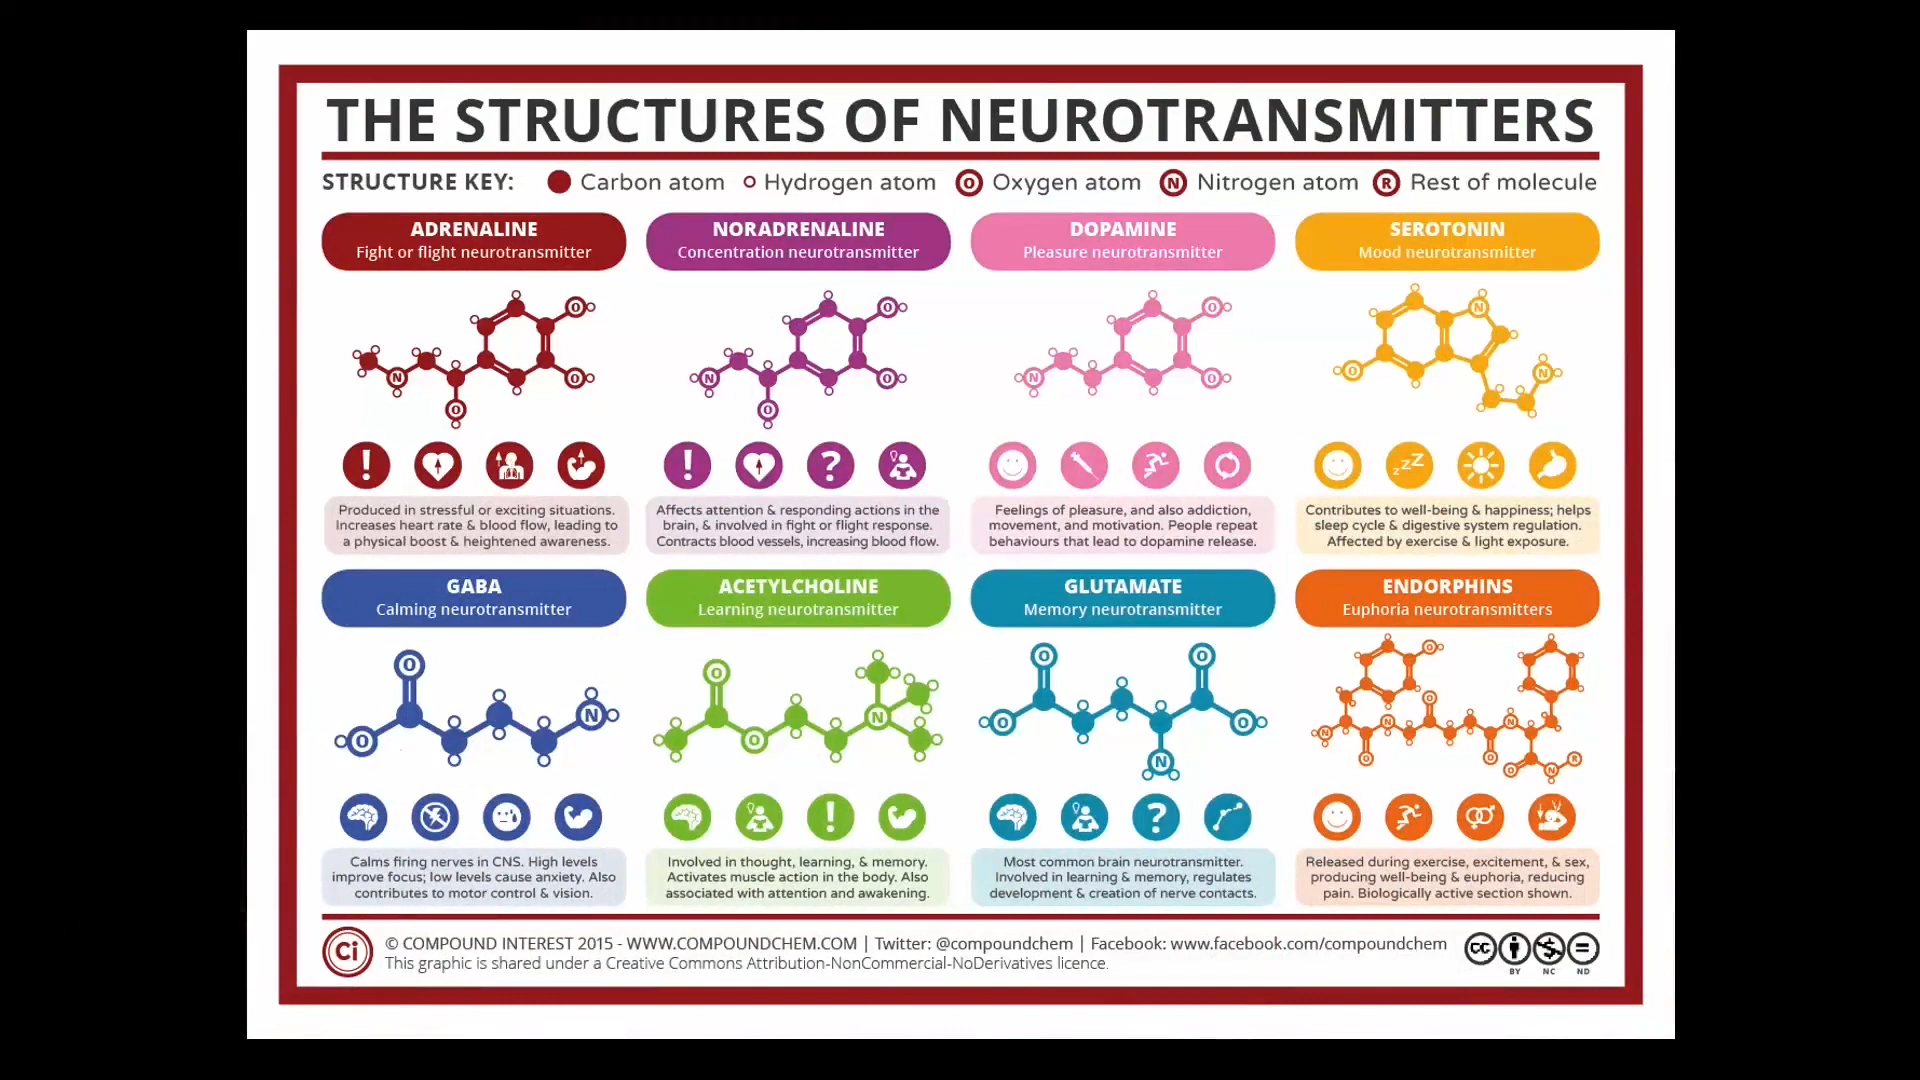 THE STRUCTURES OF NEUROTRANSMITTERS
STRUCTURE KEY: Carbon atom Hydrogen atom O Oxygen atom N Nitrogen atom R Rest of molecule
ADRENALINE
Fight or flight neurotransmitter
Produced in stressful or exciting situations.
Increases heart rate & blood flow, leading to
a physical boost & heightened awareness.
NORADRENALINE
Concentration neurotransmitter
Affects attention & responding actions in the
brain, & involved in fight or flight response.
Contracts blood vessels, increasing blood flow.
DOPAMINE
Pleasure neurotransmitter
Feelings of pleasure, and also addiction,
movement, and motivation. People repeat
behaviours that lead to dopamine release.
SEROTONIN
Mood neurotransmitter
zzZ
Contributes to well-being & happiness; helps
sleep cycle & digestive system regulation.
Affected by exercise & light exposure.
GABA
Calming neurotransmitter
Calms firing nerves in CNS. High levels
improve focus; low levels cause anxiety. Also
contributes to motor control & vision.
ACETYLCHOLINE
Learning neurotransmitter
Involved in thought, learning, & memory.
Activates muscle action in the body. Also
associated with attention and awakening.
GLUTAMATE
Memory neurotransmitter
Most common brain neurotransmitter.
Involved in learning & memory, regulates
development & creation of nerve contacts.
ENDORPHINS
Euphoria neurotransmitters
Released during exercise, excitement, & sex,
producing well-being & euphoria, reducing
pain. Biologically active section shown.
Ci
© COMPOUND INTEREST 2015 - WWW.COMPOUNDCHEM.COM | Twitter: @compoundchem | Facebook: www.facebook.com/compoundchem
This graphic is shared under a Creative Commons Attribution-NonCommercial-NoDerivatives licence.
CC BY NC ND